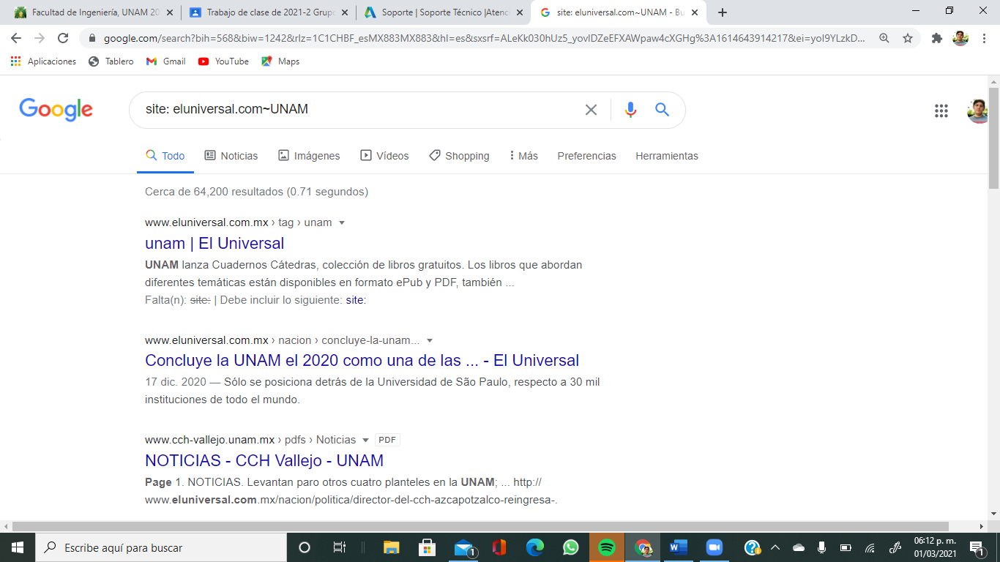 Facultad de Ingeniería, UNAM 20
Trabajo de clase de 2021-2 Grup
Soporte | Soporte Técnico |Atenc
site: eluniversal.com~UNAM - Bu
google.com/search?bih=568&biw=1242&rlz=1C1CHBF_esMX883MX883&hl=es&sxsrf=ALeKk030hUz5_yovlDZeEFXAWpaw4cXGHg%3A1614643914217&ei=yoI9YLzkD...
Aplicaciones
Tablero
Gmail
YouTube
Maps
Google
site: eluniversal.com~UNAM
Todo
Noticias
Imágenes
Vídeos
Shopping
Más
Preferencias
Herramientas
Cerca de 64,200 resultados (0.71 segundos)
www.eluniversal.com.mx › tag › unam
unam | El Universal
UNAM lanza Cuadernos Cátedras, colección de libros gratuitos. Los libros que abordan
diferentes temáticas están disponibles en formato ePub y PDF, también ...
Falta(n): site: | Debe incluir lo siguiente: site:
www.eluniversal.com.mx › nacion › concluye-la-unam...
Concluye la UNAM el 2020 como una de las ... - El Universal
17 dic. 2020 — Sólo se posiciona detrás de la Universidad de São Paulo, respecto a 30 mil
instituciones de todo el mundo.
www.cch-vallejo.unam.mx › pdfs › Noticias
PDF
NOTICIAS - CCH Vallejo - UNAM
Page 1. NOTICIAS. Levantan paro otros cuatro planteles en la UNAM; ... http://
www.eluniversal.com.mx/nacion/politica/director-del-cch-azcapotzalco-reingresa-.
Escribe aquí para buscar
1
06:12 p. m.
01/03/2021
1